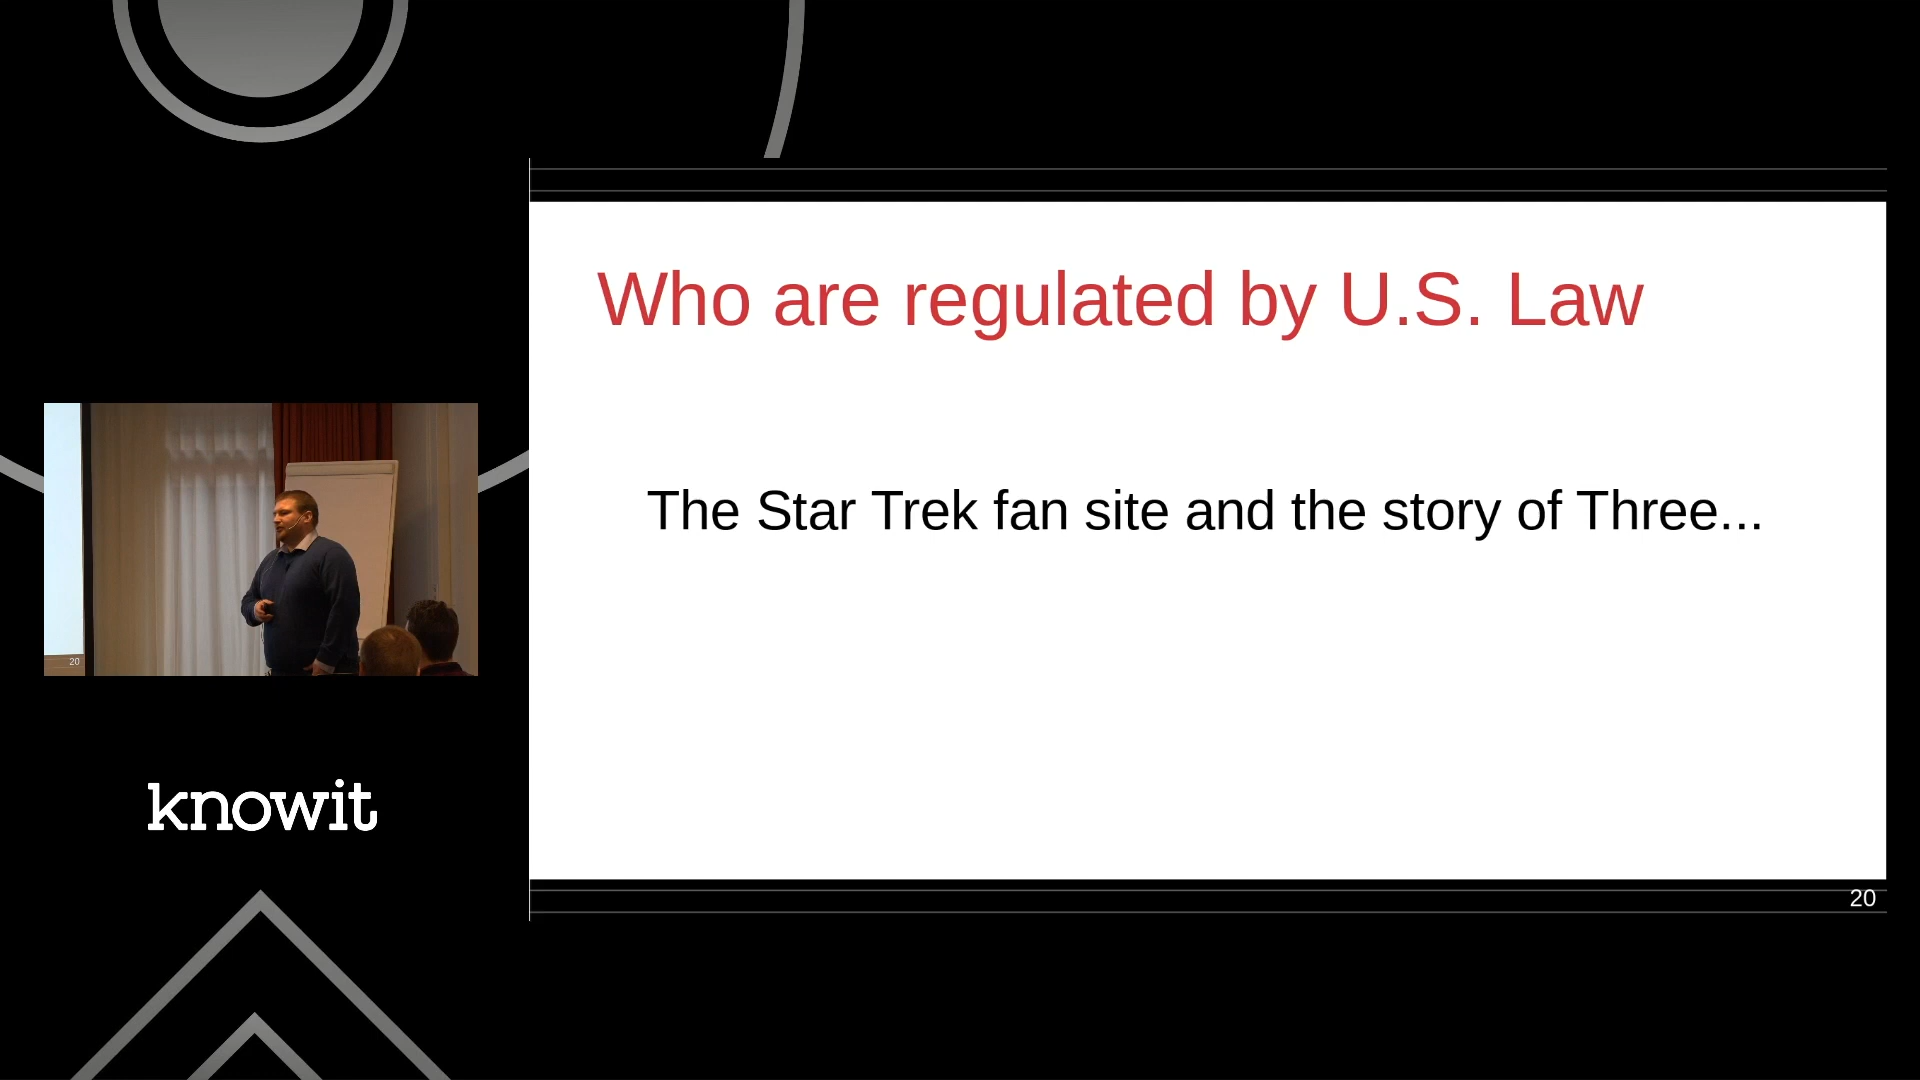 Who are regulated by U.S. Law
The Star Trek fan site and the story of Three...
20
knowit
20